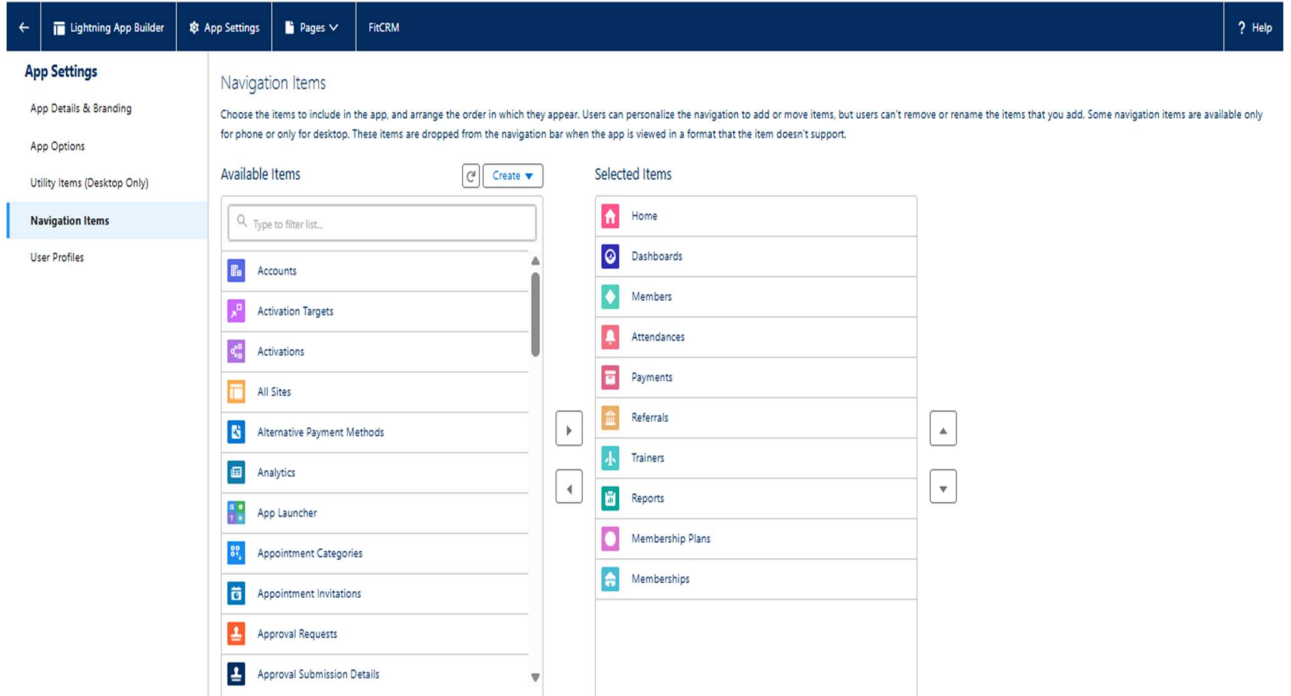 Lightning App Builder
App Settings
Pages
FitCRM
? Help
App Settings
App Details & Branding
App Options
Utility Items (Desktop Only)
Navigation Items
User Profiles
Navigation Items
Choose the items to include in the app, and arrange the order in which they appear. Users can personalize the navigation to add or move items, but users can't remove or rename the items that you add. Some navigation items are available only
for phone or only for desktop. These items are dropped from the navigation bar when the app is viewed in a format that the item doesn't support.
Available Items
Create
Type to filter list...
Accounts
Activation Targets
Activations
All Sites
Alternative Payment Methods
Analytics
App Launcher
Appointment Categories
Appointment Invitations
Approval Requests
Approval Submission Details
Selected Items
Home
Dashboards
Members
Attendances
Payments
Referrals
Trainers
Reports
Membership Plans
Memberships